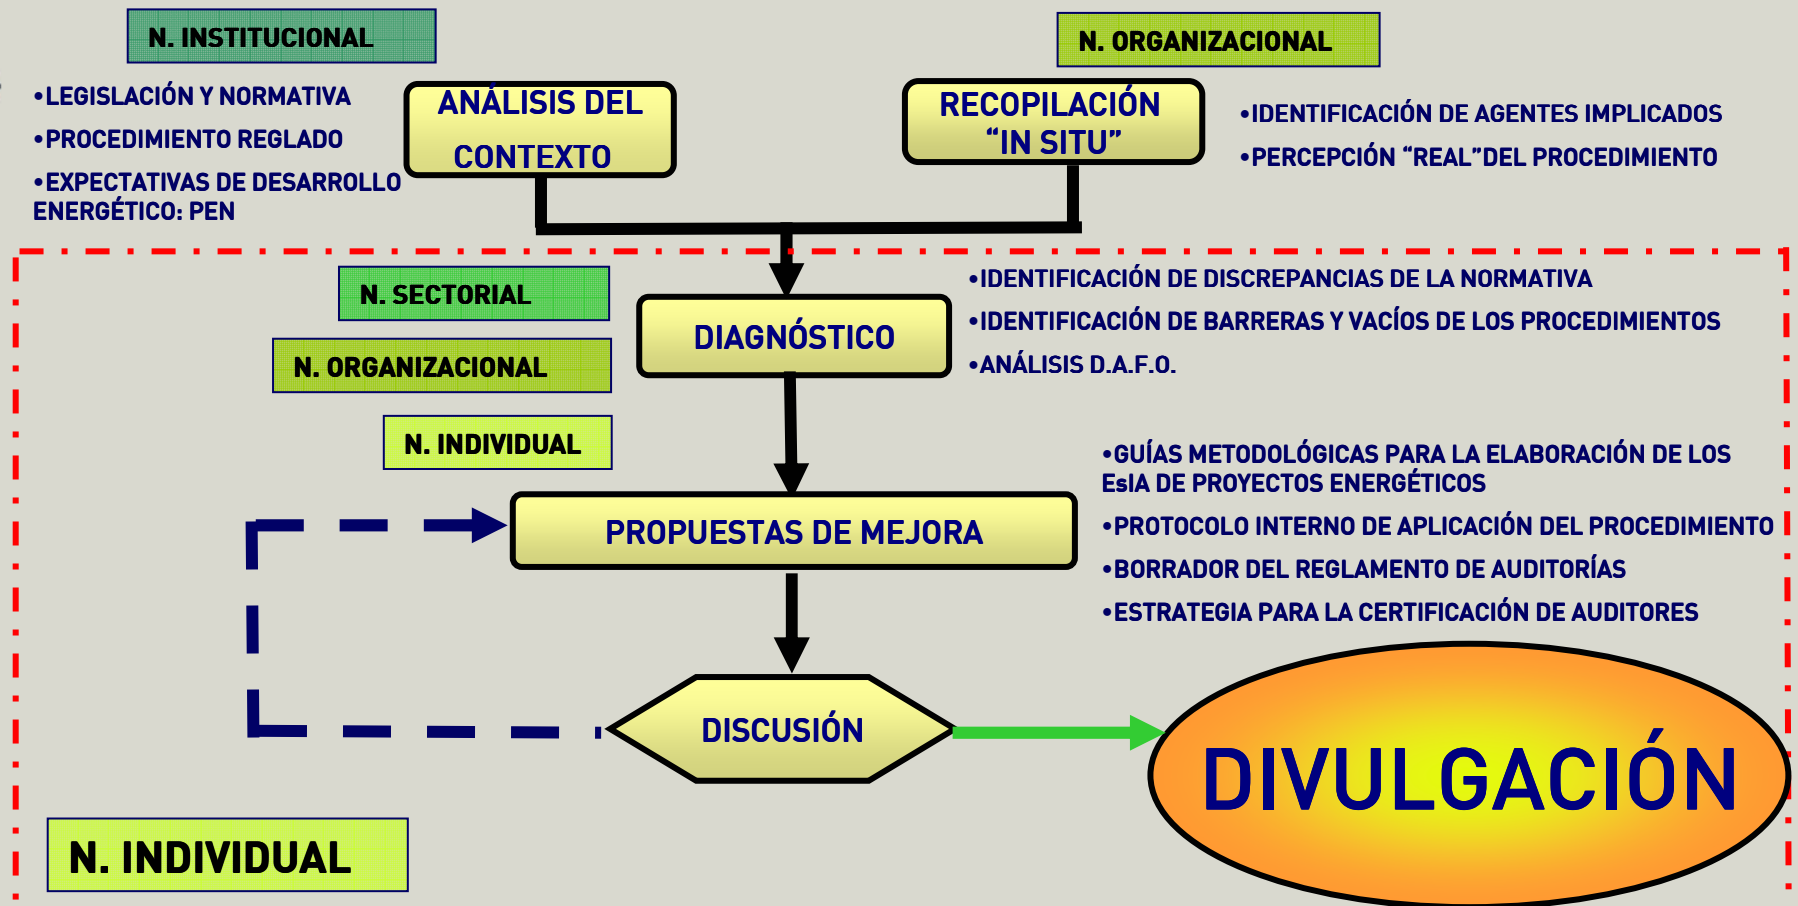 N. INSTITUCIONAL
N. ORGANIZACIONAL
•LEGISLACIÓN Y NORMATIVA
•PROCEDIMIENTO REGLADO
•EXPECTATIVAS DE DESARROLLO
ENERGÉTICO: PEN
ANÁLISIS DEL
CONTEXTO
RECOPILACIÓN
“IN SITU”
•IDENTIFICACIÓN DE AGENTES IMPLICADOS
•PERCEPCIÓN “REAL”DEL PROCEDIMIENTO
N. SECTORIAL
N. ORGANIZACIONAL
N. INDIVIDUAL
DIAGNÓSTICO
•IDENTIFICACIÓN DE DISCREPANCIAS DE LA NORMATIVA
•IDENTIFICACIÓN DE BARRERAS Y VACÍOS DE LOS PROCEDIMIENTOS
•ANÁLISIS D.A.F.O.
PROPUESTAS DE MEJORA
•GUÍAS METODOLÓGICAS PARA LA ELABORACIÓN DE LOS
EsIA DE PROYECTOS ENERGÉTICOS
•PROTOCOLO INTERNO DE APLICACIÓN DEL PROCEDIMIENTO
•BORRADOR DEL REGLAMENTO DE AUDITORÍAS
•ESTRATEGIA PARA LA CERTIFICACIÓN DE AUDITORES
DISCUSIÓN
DIVULGACIÓN
N. INDIVIDUAL